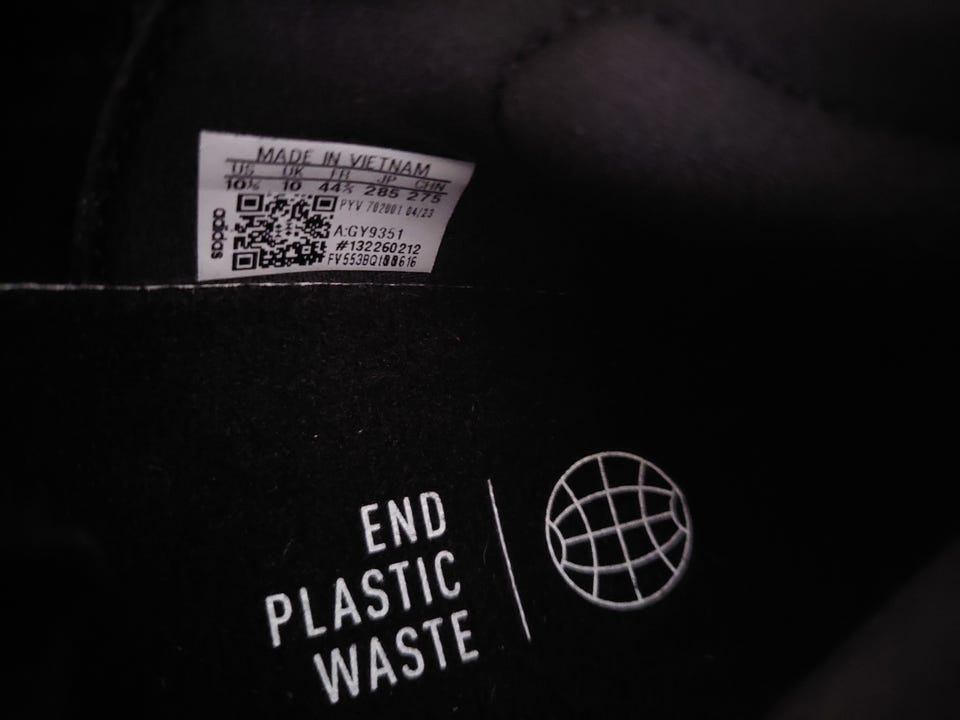 MADE IN VIETNAM
US UK FR JP CHN
10½ 10 44⅔ 285 275
PYV 702001 04/23
A:GY9351
#132260212
adidas
END
PLASTIC
WASTE